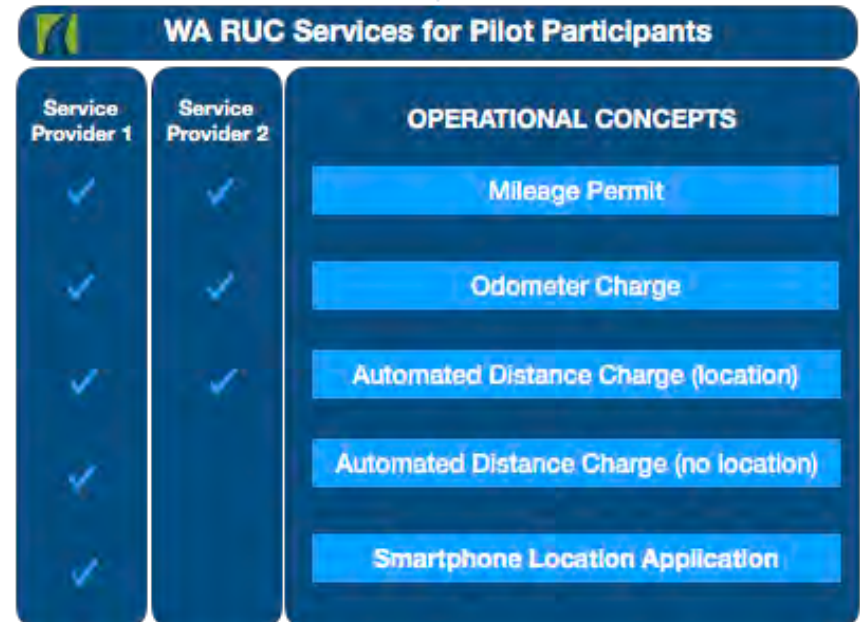 WA RUC Services for Pilot Participants
Service
Provider 1
Service
Provider 2
OPERATIONAL CONCEPTS
✓ ✓ Mileage Permit
✓ ✓ Odometer Charge
✓ ✓ Automated Distance Charge (location)
✓ Automated Distance Charge (no location)
✓ Smartphone Location Application